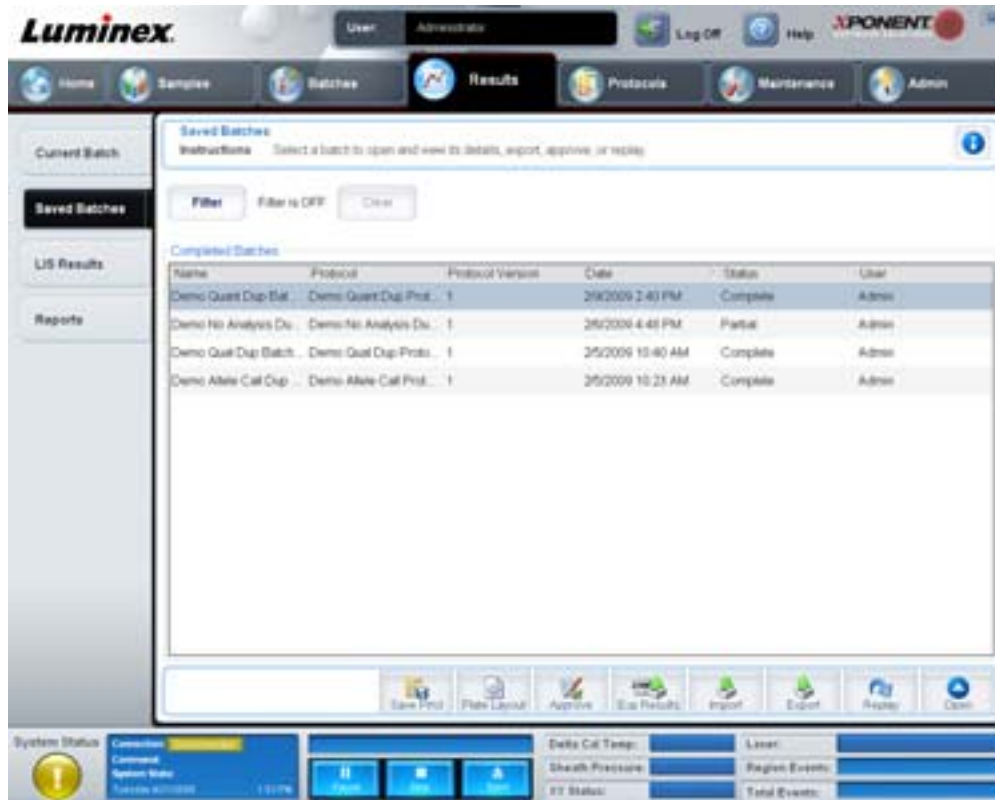 Luminex
User
Administrator
Log Off
Help
XPONENT
Home
Samples
Batches
Results
Protocols
Maintenance
Admin
Current Batch
Saved Batches
LIS Results
Reports
Saved Batches
Instructions Select a batch to open and view its details, export, approve, or replay.
Filter
Filter is OFF
Clear
Completed Batches
Name Protocol Protocol Version Date Status User
Demo Quant Dup Bat... Demo Quant Dup Prot... 1 2/9/2009 2:40 PM Complete Admin
Demo No Analysis Du... Demo No Analysis Du... 1 4:48 PM Partial Admin
Demo Qual Dup Batch... Demo Qual Dup Proto... 1 2/5/2009 10:40 AM Complete Admin
Demo Allele Call Dup ... Demo Allele Call Prot... 1 2/5/2009 10:23 AM Complete Admin
Save Prtcl
Plate Layout
Approve
Exp Results
Import
Export
Replay
Open
System Status
Connection:
Command:
System State:
Tuesday
Pause
Stop
Eject
Delta Cal Temp:
Laser:
Sheath Pressure:
Region Events:
XY Status:
Total Events: